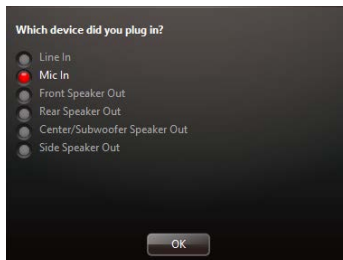 Which device did you plug in?
Line In
Mic In
Front Speaker Out
Rear Speaker Out
Center/Subwoofer Speaker Out
Side Speaker Out
OK